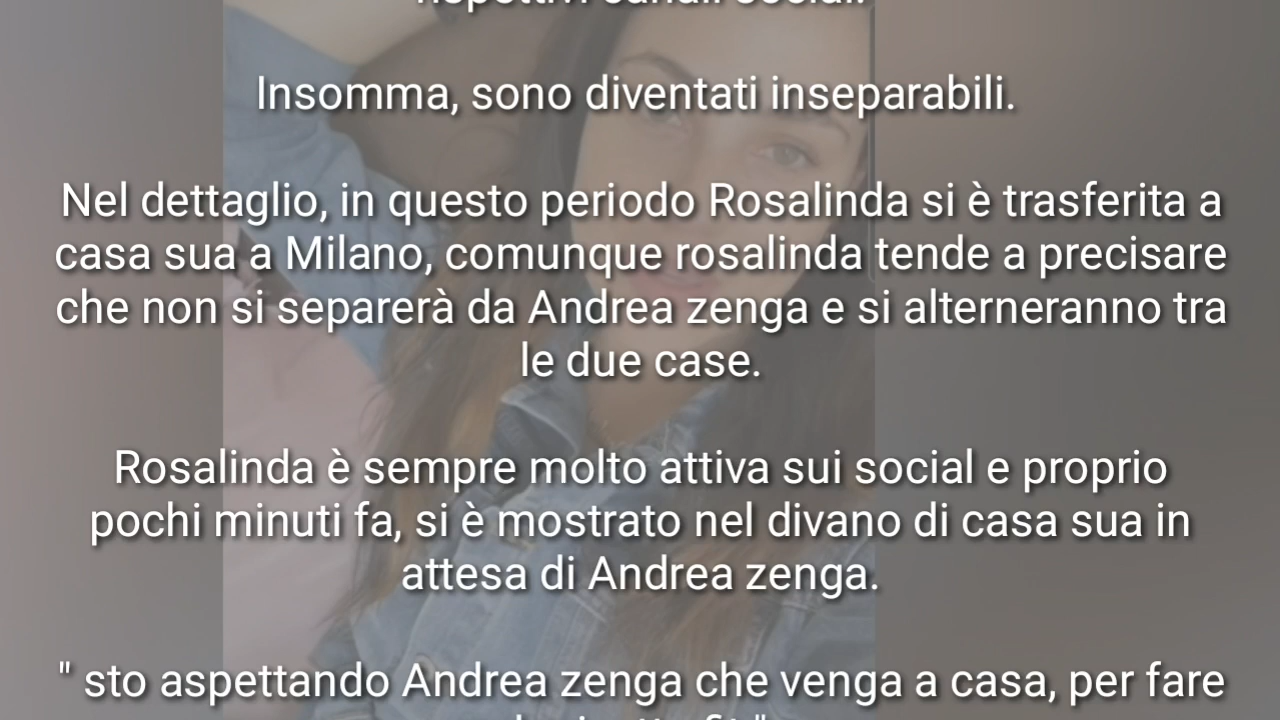 Insomma, sono diventati inseparabili.
Nel dettaglio, in questo periodo Rosalinda si è trasferita a
casa sua a Milano, comunque rosalinda tende a precisare
che non si separerà da Andrea zenga e si alterneranno tra
le due case.
Rosalinda è sempre molto attiva sui social e proprio
pochi minuti fa, si è mostrato nel divano di casa sua in
attesa di Andrea zenga.
" sto aspettando Andrea zenga che venga a casa, per fare